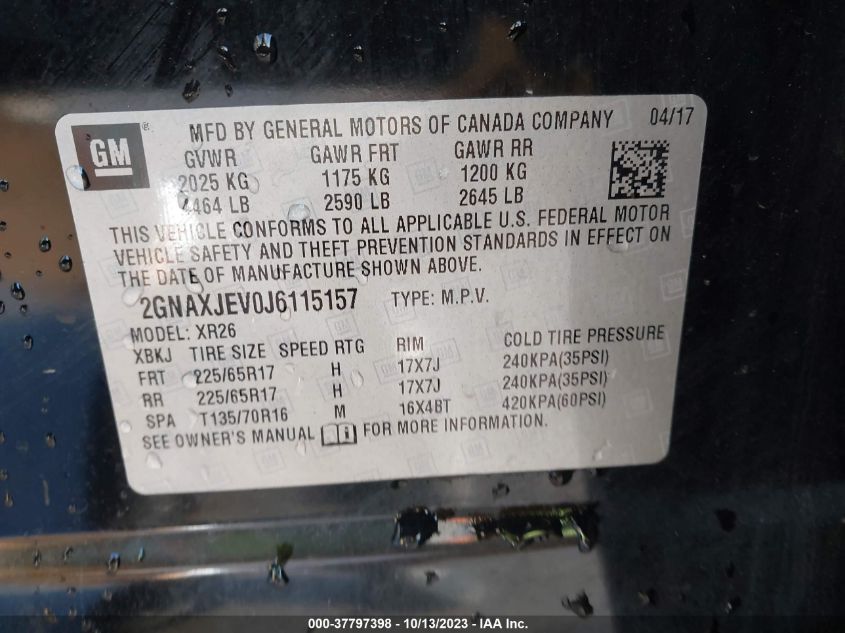 GM ® MFD BY GENERAL MOTORS OF CANADA COMPANY 04/17
GVWR GAWR FRT GAWR RR
2025 KG 1175 KG 1200 KG
4464 LB 2590 LB 2645 LB
THIS VEHICLE CONFORMS TO ALL APPLICABLE U.S. FEDERAL MOTOR
VEHICLE SAFETY AND THEFT PREVENTION STANDARDS IN EFFECT ON
THE DATE OF MANUFACTURE SHOWN ABOVE.
2GNAXJEV0J6115157 TYPE: M.P.V.
MODEL: XR26
XBKJ TIRE SIZE SPEED RTG RIM COLD TIRE PRESSURE
FRT 225/65R17 H 17X7J 240KPA(35PSI)
RR 225/65R17 H 17X7J 240KPA(35PSI)
SPA T135/70R16 M 16X4BT 420KPA(60PSI)
SEE OWNER'S MANUAL i FOR MORE INFORMATION.
000-37797398 - 10/13/2023 - IAA Inc.